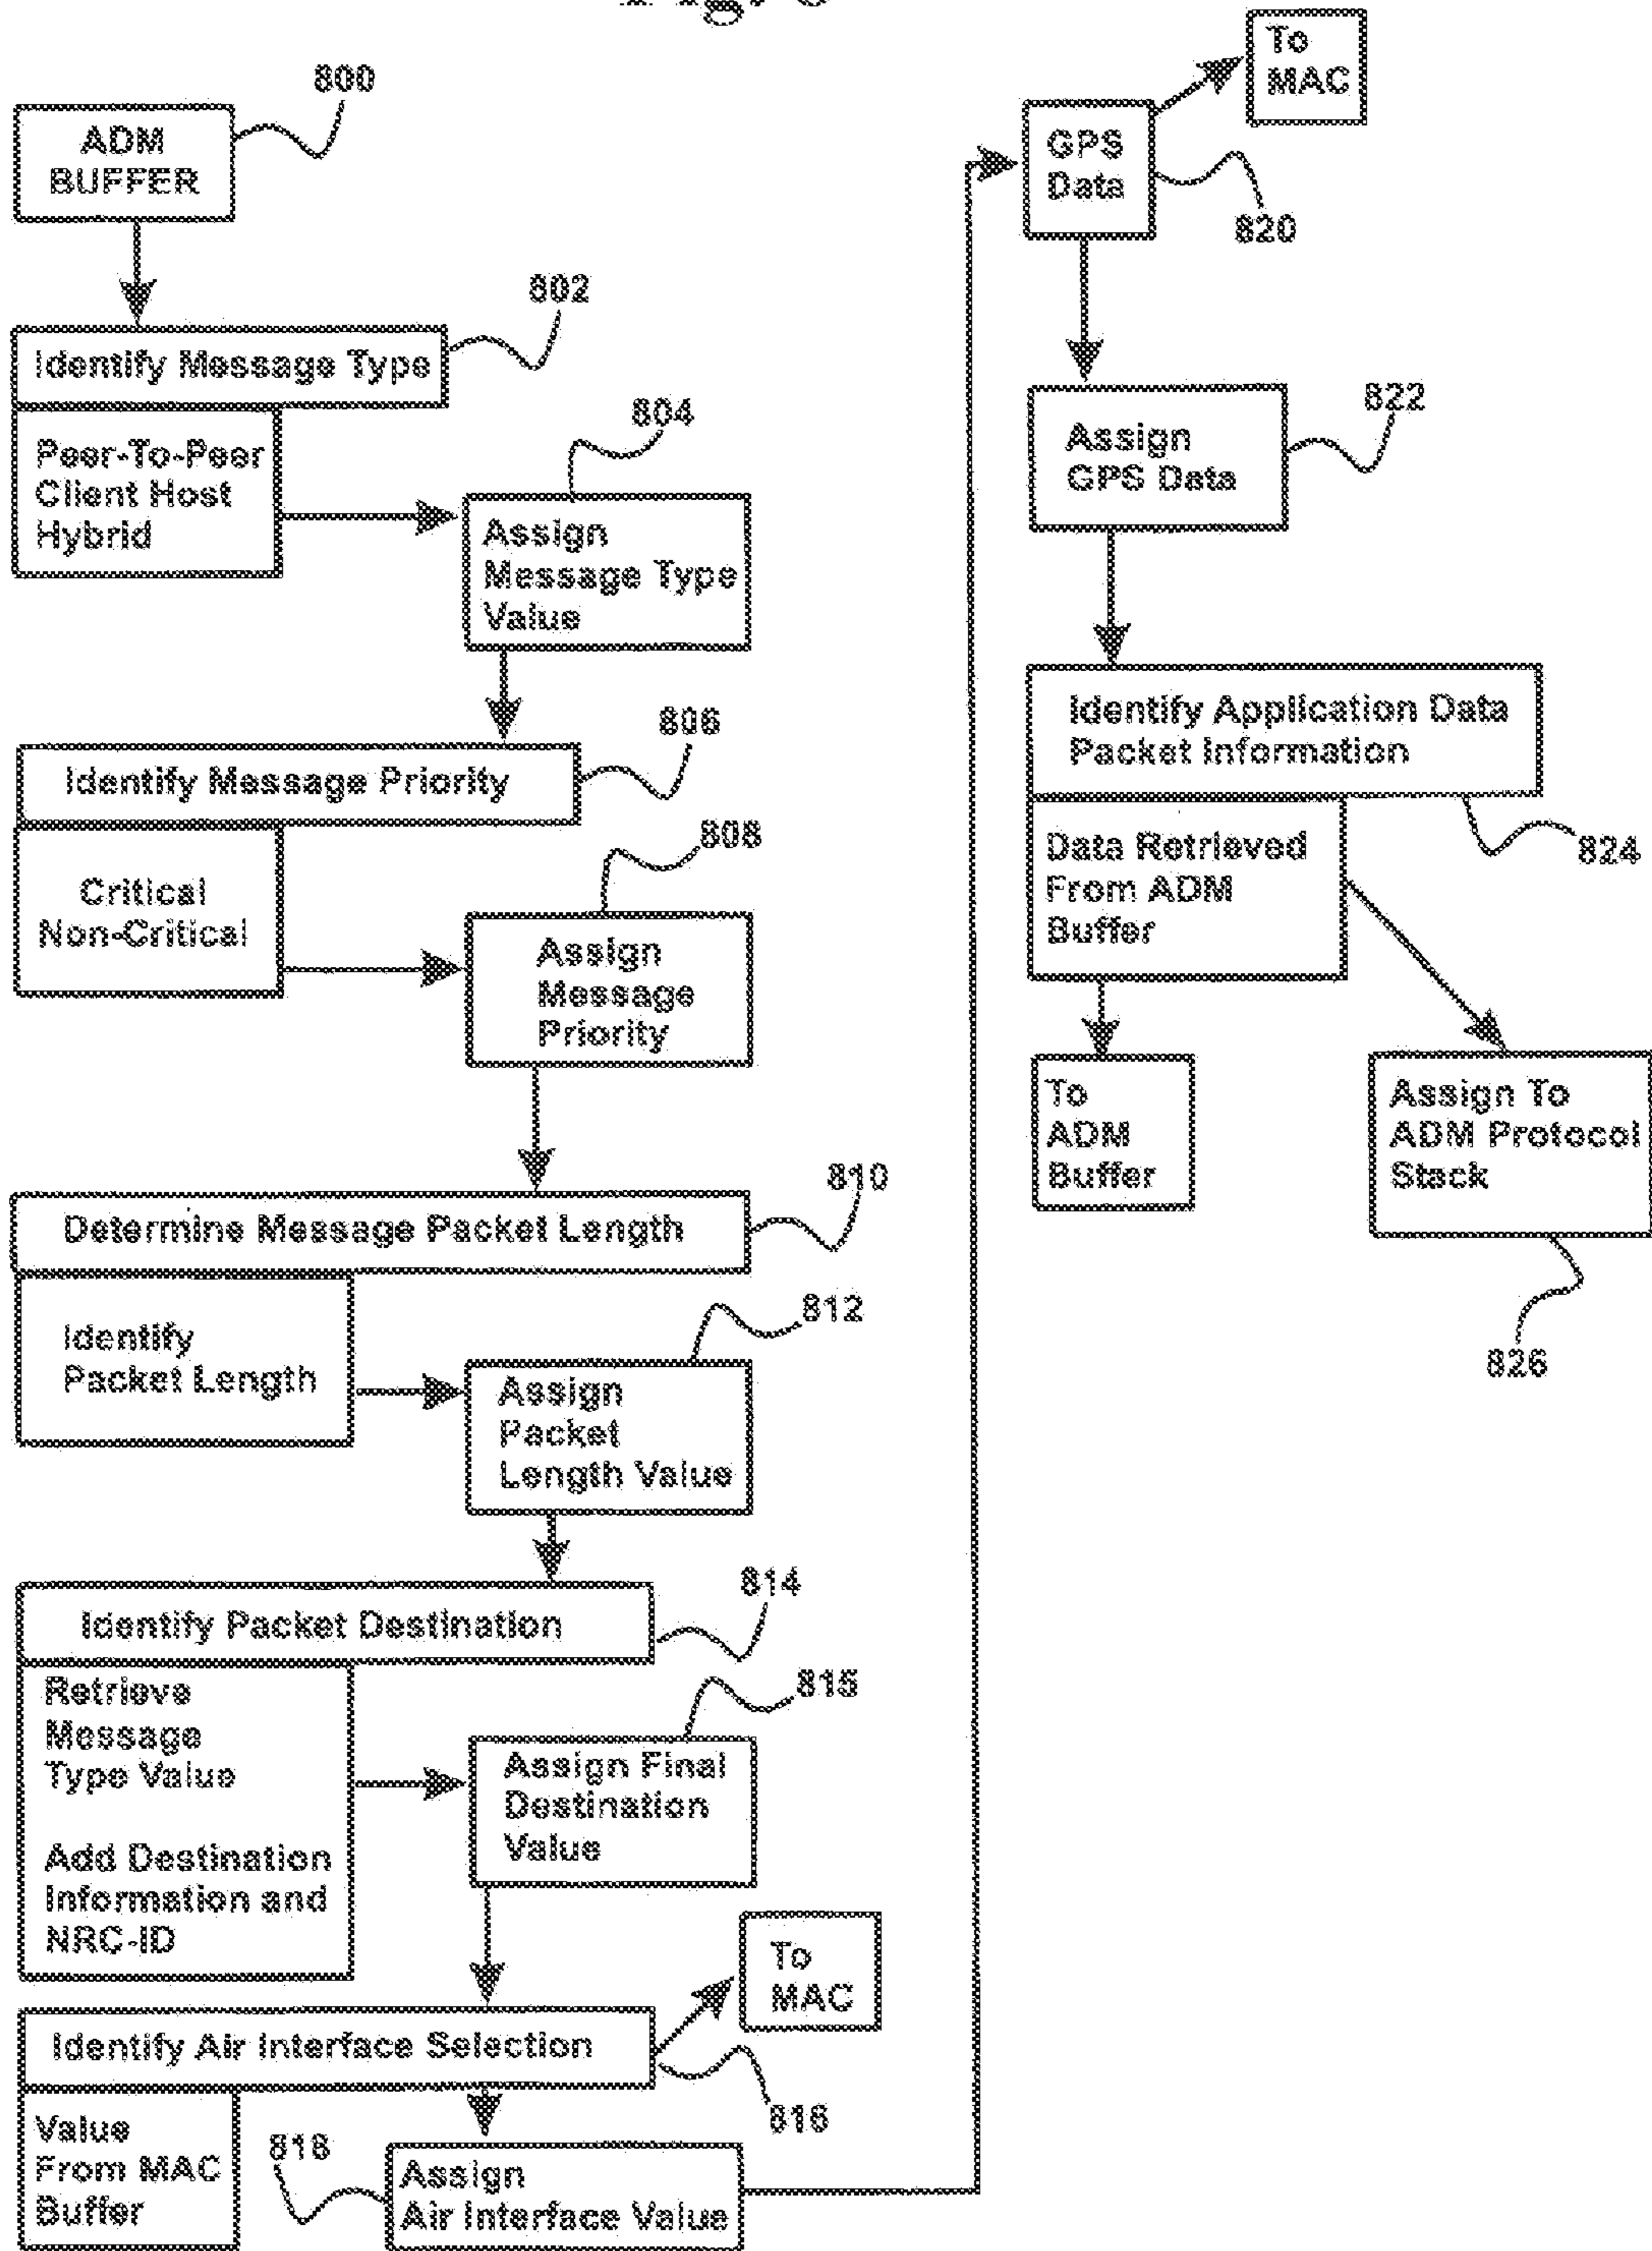 800
ADM
BUFFER
802
Identify Message Type
Peer-To-Peer
Client Host
Hybrid
804
Assign
Message Type
Value
806
Identify Message Priority
Critical
Non-Critical
808
Assign
Message
Priority
810
Determine Message Packet Length
Identify
Packet Length
812
Assign
Packet
Length Value
814
Identify Packet Destination
Retrieve
Message
Type Value
Add Destination
Information and
NRC-ID
815
Assign Final
Destination
Value
To
MAC
Identify Air Interface Selection
816
Value
From MAC
Buffer
818
Assign
Air Interface Value
To
MAC
GPS
Data
820
822
Assign
GPS Data
Identify Application Data
Packet Information
824
Data Retrieved
From ADM
Buffer
To
ADM
Buffer
Assign To
ADM Protocol
Stack
826